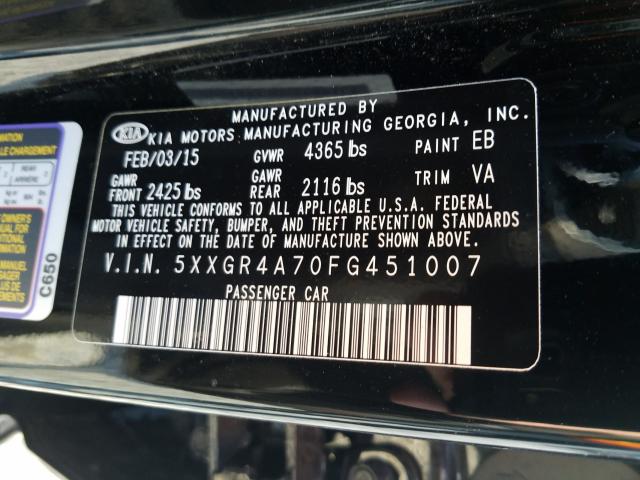 MANUFACTURED BY
KIA KIA MOTORS MANUFACTURING GEORGIA, INC.
FEB/03/15 GVWR 4365 lbs PAINT EB
GAWR FRONT 2425 lbs GAWR REAR 2116 lbs TRIM VA
THIS VEHICLE CONFORMS TO ALL APPLICABLE U.S.A. FEDERAL
MOTOR VEHICLE SAFETY, BUMPER, AND THEFT PREVENTION STANDARDS
IN EFFECT ON THE DATE OF MANUFACTURE SHOWN ABOVE.
V.I.N. 5XXGR4A70FG451007
PASSENGER CAR
C650